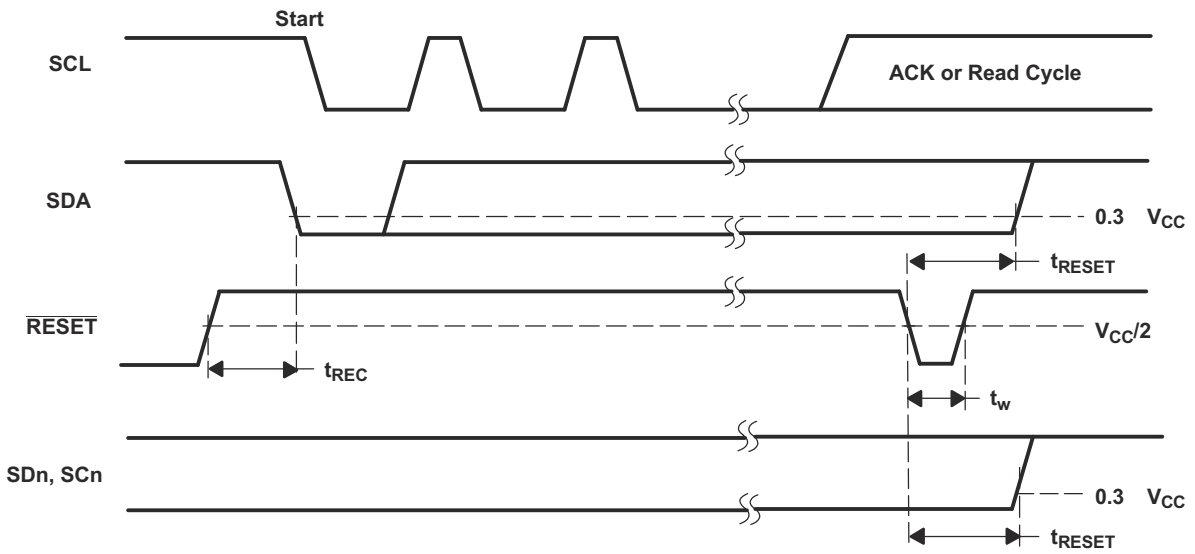 Start
SCL
ACK or Read Cycle
SDA
0.3 VCC
tRESET
RESET
VCC/2
tREC
tw
SDn, SCn
0.3 VCC
tRESET